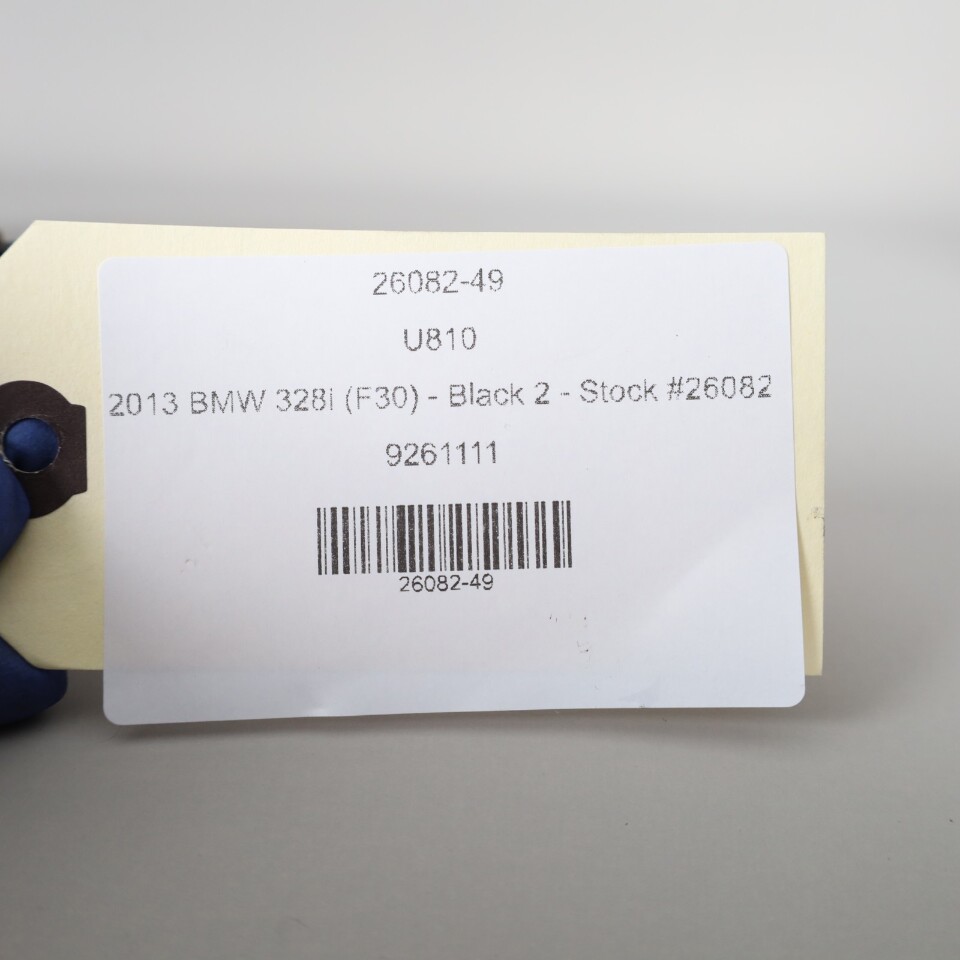 26082-49
U810
2013 BMW 328i (F30) - Black 2 - Stock #26082
9261111
26082-49